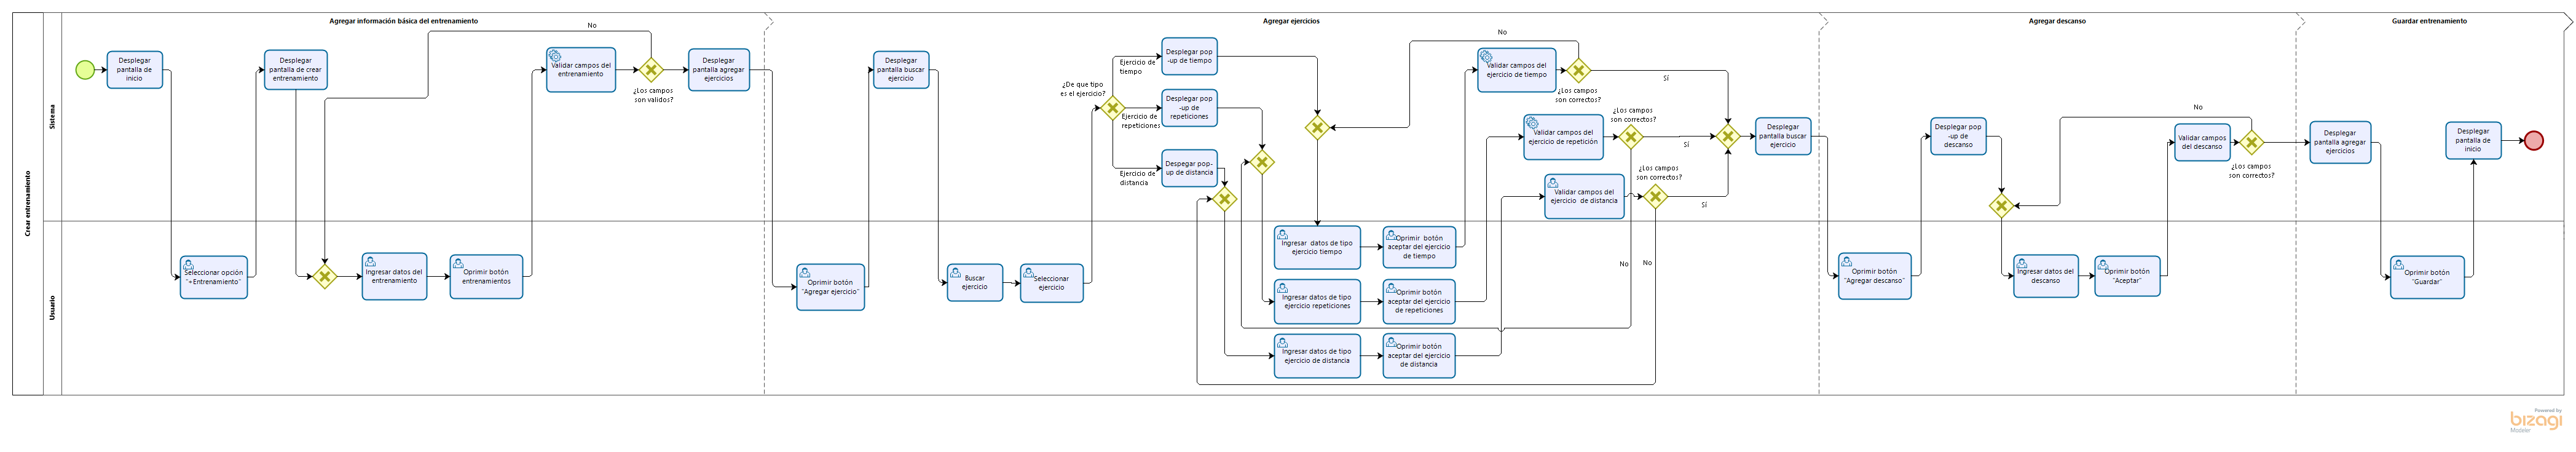 Crear entrenamiento
Sistema
Usuario
Agregar información básica del entrenamiento
Desplegar
pantalla de
inicio
Seleccionar opción
"+Entrenamiento"
Desplegar
pantalla de crear
entrenamiento
Ingresar datos del
entrenamiento
Oprimir botón
entrenamientos
Validar campos del
entrenamiento
No
¿Los campos
son validos?
Desplegar
pantalla agregar
ejercicios
Agregar ejercicios
Oprimir botón
"Agregar ejercicio"
Desplegar
pantalla buscar
ejercicio
Buscar
ejercicio
Seleccionar
ejercicio
¿De que tipo
es el ejercicio?
Ejercicio de
tiempo
Ejercicio de
repeticiones
Ejercicio de
distancia
Desplegar pop
-up de tiempo
Desplegar pop
-up de
repeticiones
Despegar pop-
up de distancia
Ingresar datos de tipo
ejercicio tiempo
Oprimir botón
aceptar del ejercicio
de tiempo
Ingresar datos de tipo
ejercicio repeticiones
Oprimir botón
aceptar del ejercicio
de repeticiones
Ingresar datos de tipo
ejercicio de distancia
Oprimir botón
aceptar del ejercicio
de distancia
No
Validar campos del
ejercicio de tiempo
¿Los campos
son correctos?
Sí
Validar campos del
ejercicio de repetición
¿Los campos
son correctos?
Sí
Validar campos del
ejercicio de distancia
¿Los campos
son correctos?
Sí
No
No
Desplegar
pantalla buscar
ejercicio
Agregar descanso
Oprimir botón
"Agregar descanso"
Desplegar pop
-up de
descanso
Ingresar datos del
descanso
Oprimir botón
"Aceptar"
No
Validar campos
del descanso
¿Los campos
son correctos?
Guardar entrenamiento
Desplegar
pantalla agregar
ejercicios
Oprimir botón
"Guardar"
Desplegar
pantalla de
inicio
Powered by
bizagi
Modeler